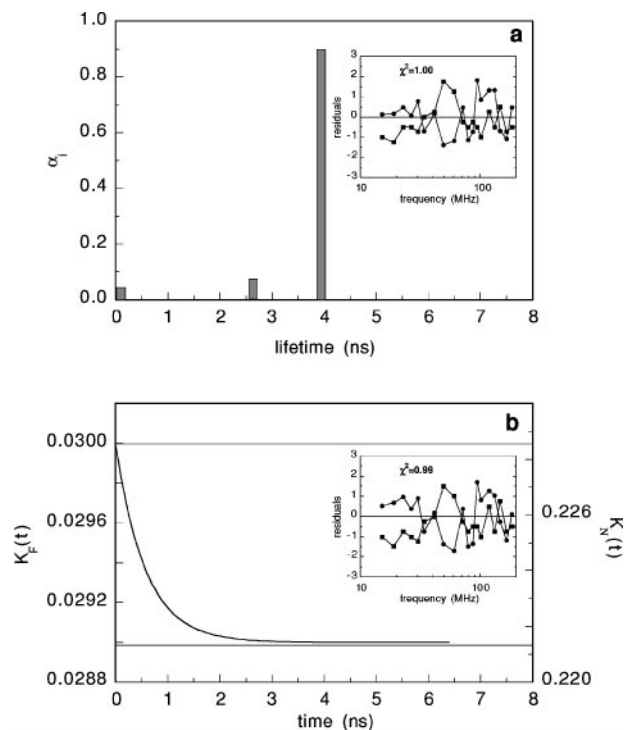 a
1.0
0.8
0.6
0.4
0.2
0.0
αi
0 1 2 3 4 5 6 7 8
lifetime (ns)
χ²=1.00
3
2
1
0
-1
-2
-3
residuals
10 100
frequency (MHz)
b
0.0300
0.0296
0.0292
0.0288
KF(t)
0.226
0.220
KN(t)
0 1 2 3 4 5 6 7 8
time (ns)
χ²=0.99
3
2
1
0
-1
-2
-3
residuals
10 100
frequency (MHz)